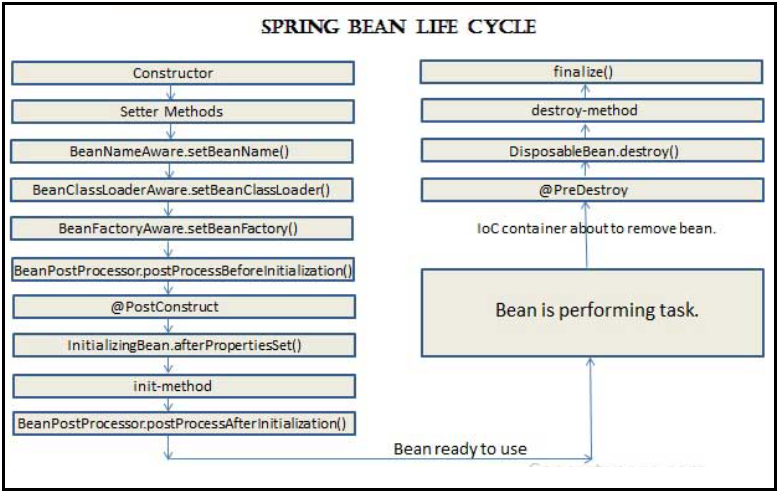 SPRING BEAN LIFE CYCLE
Constructor
Setter Methods
BeanNameAware.setBeanName()
BeanClassLoaderAware.setBeanClassLoader()
BeanFactoryAware.setBeanFactory()
BeanPostProcessor.postProcessBeforeInitialization()
@PostConstruct
InitializingBean.afterPropertiesSet()
init-method
BeanPostProcessor.postProcessAfterInitialization()
Bean ready to use
Bean is performing task.
IoC container about to remove bean.
@PreDestroy
DisposableBean.destroy()
destroy-method
finalize()